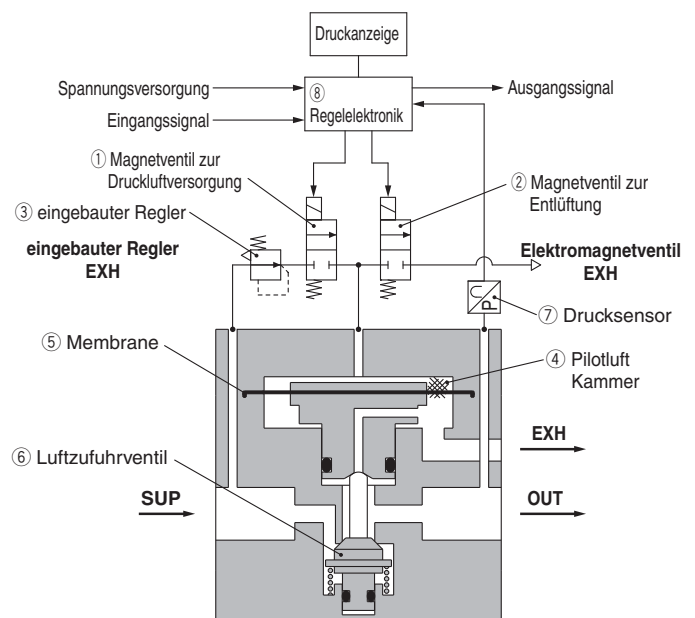 Druckanzeige
Spannungsversorgung
⑧
Ausgangssignal
Regelelektronik
Eingangssignal
① Magnetventil zur
Druckluftversorgung
② Magnetventil zur
Entlüftung
③ eingebauter Regler
eingebauter Regler
EXH
Elektromagnetventil
EXH
P
⑦ Drucksensor
⑤ Membrane
④ Pilotluft
Kammer
EXH
⑥ Luftzufuhrventil
SUP
OUT